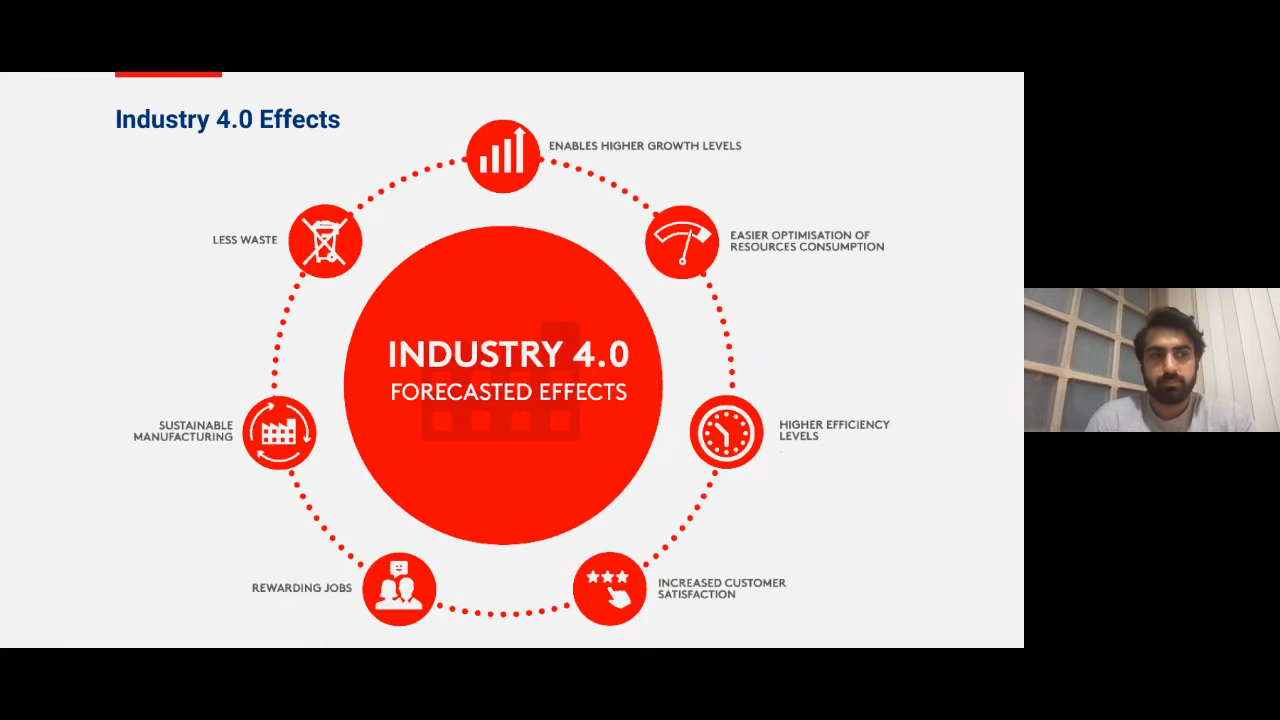 Industry 4.0 Effects
ENABLES HIGHER GROWTH LEVELS
EASIER OPTIMISATION OF
RESOURCES CONSUMPTION
HIGHER EFFICIENCY
LEVELS
INCREASED CUSTOMER
SATISFACTION
REWARDING JOBS
SUSTAINABLE
MANUFACTURING
LESS WASTE
INDUSTRY 4.0
FORECASTED EFFECTS